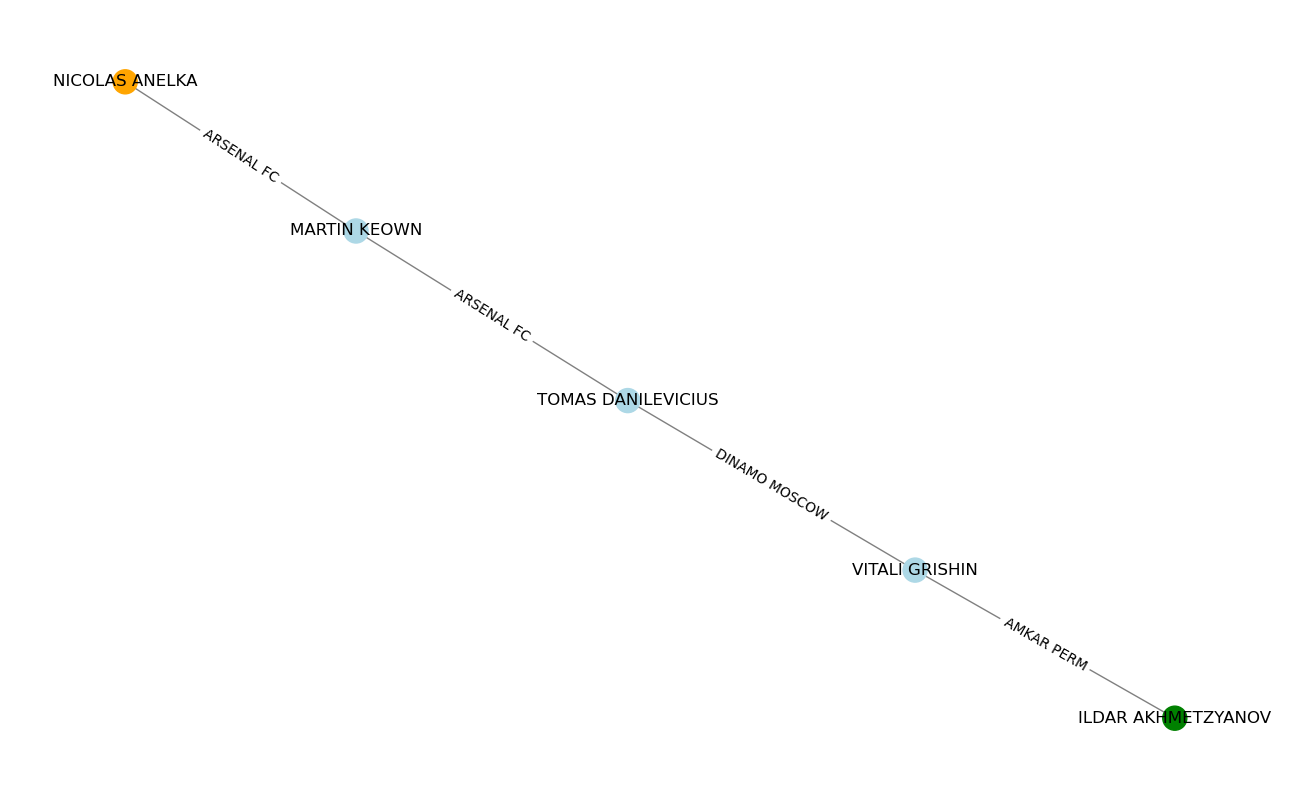 NICOLAS ANELKA
ARSENAL FC
MARTIN KEOWN
ARSENAL FC
TOMAS DANILEVICIUS
DINAMO MOSCOW
VITALI GRISHIN
AMKAR PERM
ILDAR AKHMETZYANOV